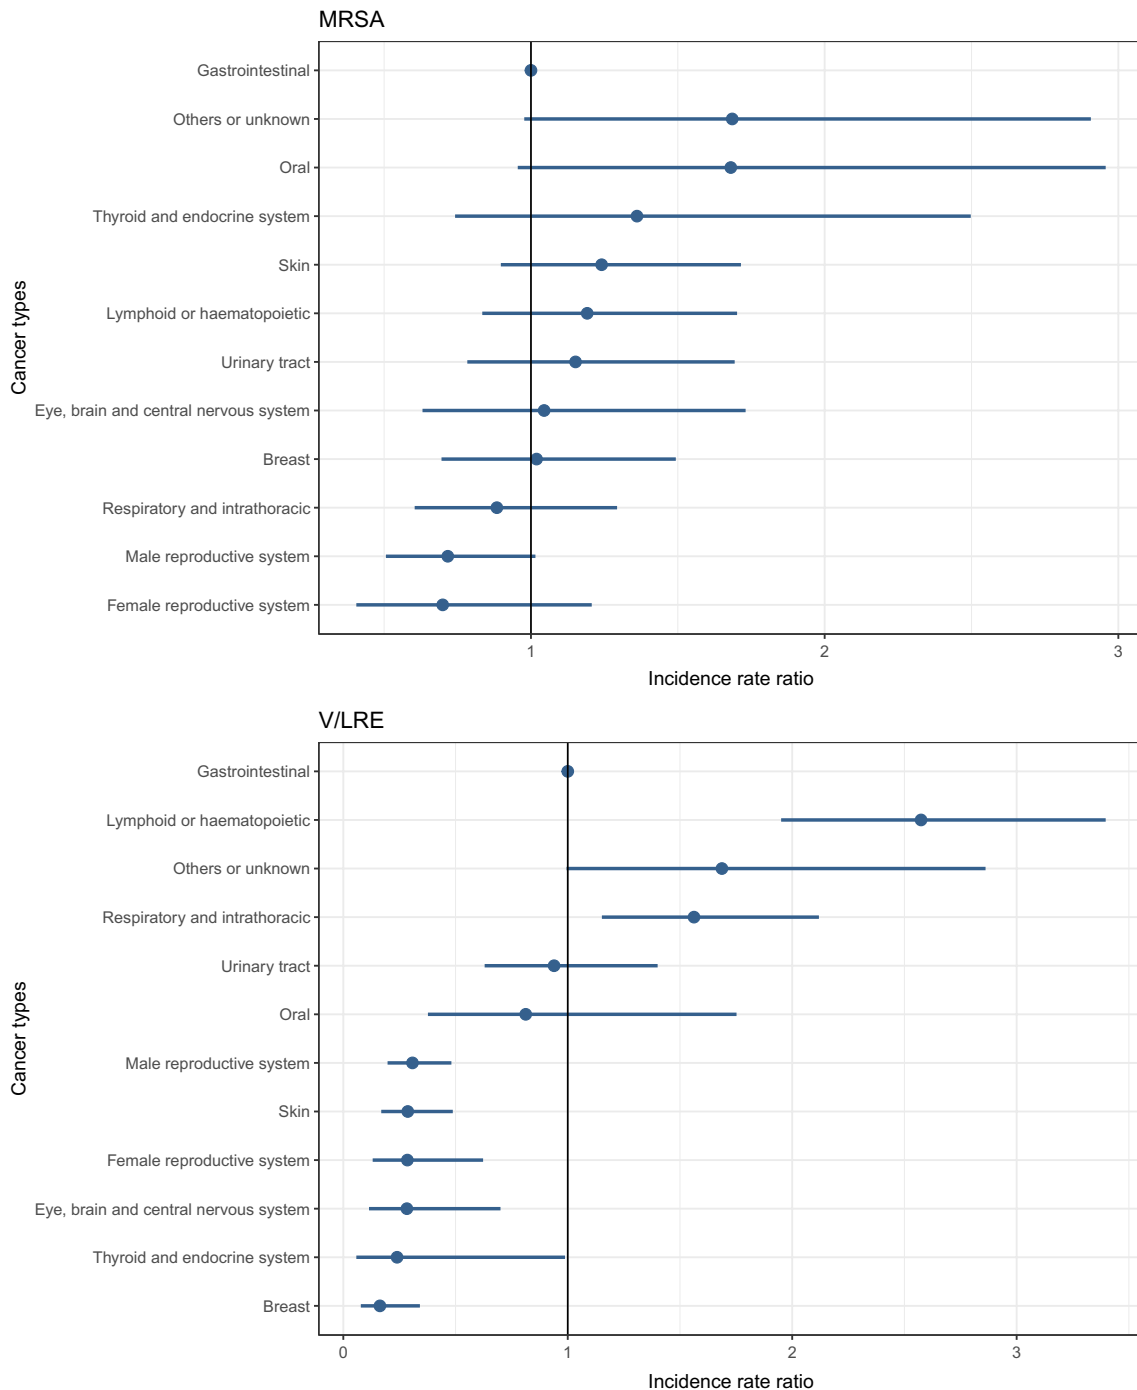 MRSA
Cancer types
Gastrointestinal
Others or unknown
Oral
Thyroid and endocrine system
Skin
Lymphoid or haematopoietic
Urinary tract
Eye, brain and central nervous system
Breast
Respiratory and intrathoracic
Male reproductive system
Female reproductive system
1 2 3
Incidence rate ratio
V/LRE
Cancer types
Gastrointestinal
Lymphoid or haematopoietic
Others or unknown
Respiratory and intrathoracic
Urinary tract
Oral
Male reproductive system
Skin
Female reproductive system
Eye, brain and central nervous system
Thyroid and endocrine system
Breast
0 1 2 3
Incidence rate ratio